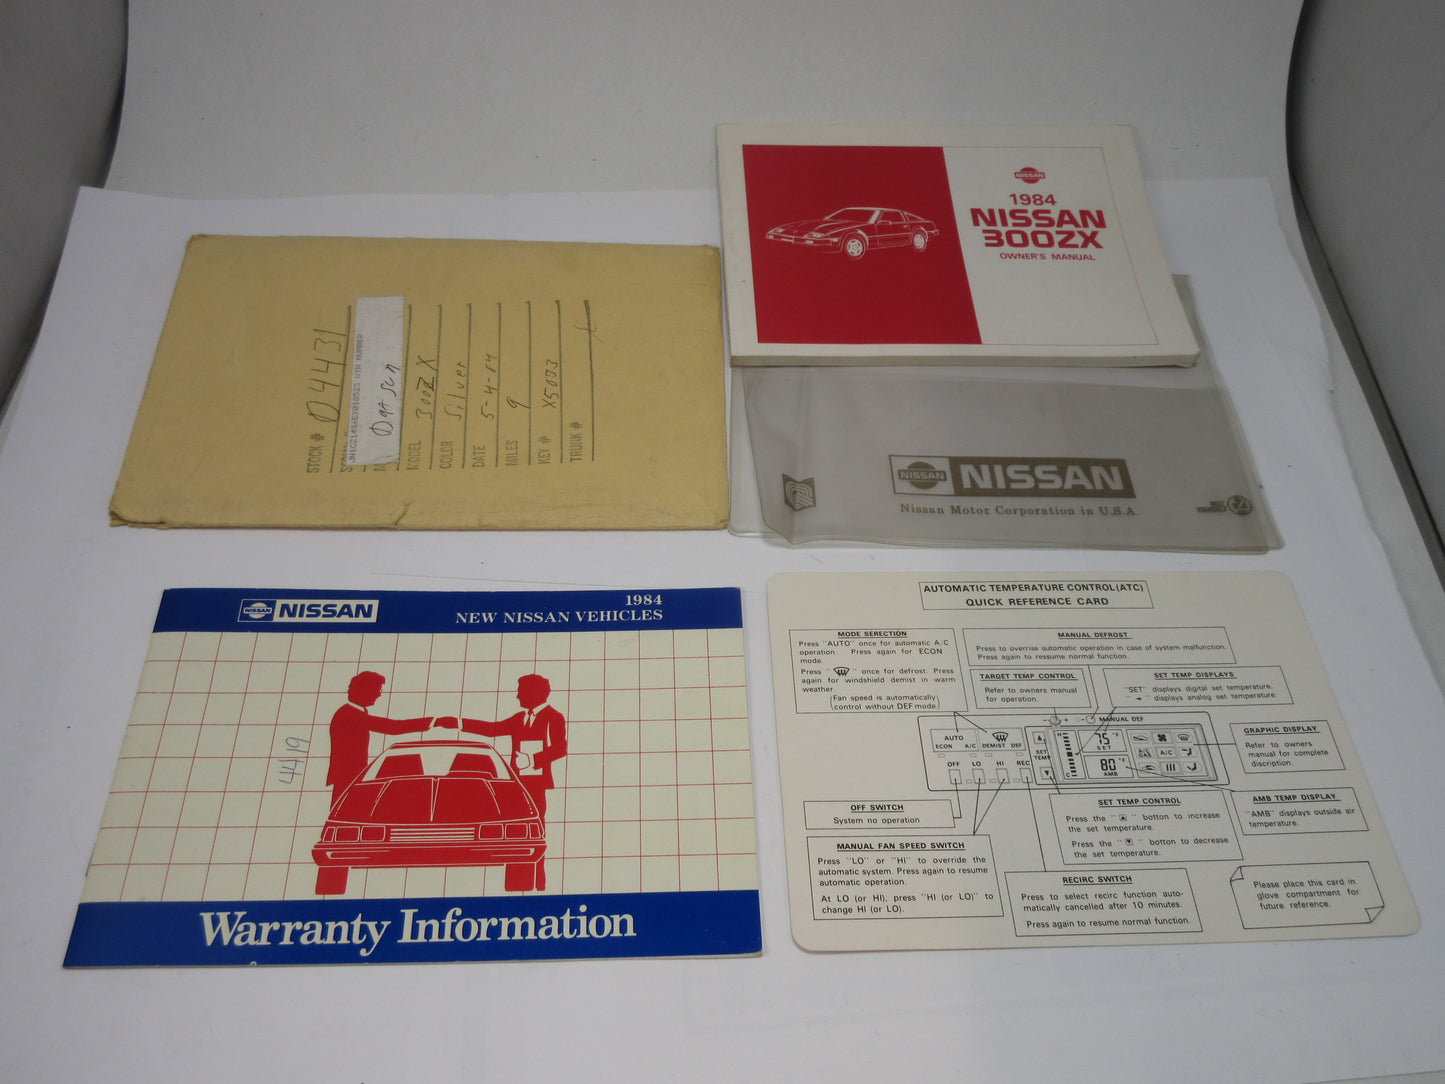 NISSAN
1984
NISSAN
300ZX
OWNER'S MANUAL
STOCK # D4431
VIN NUMBER
Datsun
MODEL 300ZX
COLOR Silver
DATE 5-4-84
MILES 9
KEY # X5073
TRUNK #
NISSAN NISSAN
Nissan Motor Corporation in U.S.A.
NISSAN NISSAN
1984
NEW NISSAN VEHICLES
4419
Warranty Information
AUTOMATIC TEMPERATURE CONTROL(ATC)
QUICK REFERENCE CARD
MODE SERECTION
Press "AUTO" once for automatic A/C
operation. Press again for ECON
mode.
Press " " once for defrost. Press
again for windshield demist in warm
weather.
(Fan speed is automatically
control without DEF mode.)
MANUAL DEFROST
Press to overrise automatic operation in case of system malfunction.
Press again to ressume normal function.
TARGET TEMP CONTROL
Refer to owners manual
for operation.
SET TEMP DISPLAYS
"SET" displays digital set temperature.
"◄" displays analog set temperature.
GRAPHIC DISPLAY
Refer to owners
manual for complete
discription.
− + MANUAL DEF
AUTO
ECON A/C DEMIST DEF
OFF LO HI REC
▲
SET
TEMP
▼
H
C
75 °F
SET
80 °F
AMB
A/C
OFF SWITCH
System no operation
MANUAL FAN SPEED SWITCH
Press "LO" or "HI" to override the
automatic system. Press again to resume
automatic operation.
At LO (or HI), press "HI (or LO)" to
change HI (or LO).
SET TEMP CONTROL
Press the "▲" botton to increase
the set temperature.
Press the "▼" botton to decrease
the set temperature.
AMB TEMP DISPLAY
"AMB" displays outside air
temperature.
RECIRC SWITCH
Press to select recirc function auto-
matically cancelled after 10 minutes.
Press again to resume normal function.
Please place this card in
glove compartment for
future reference.